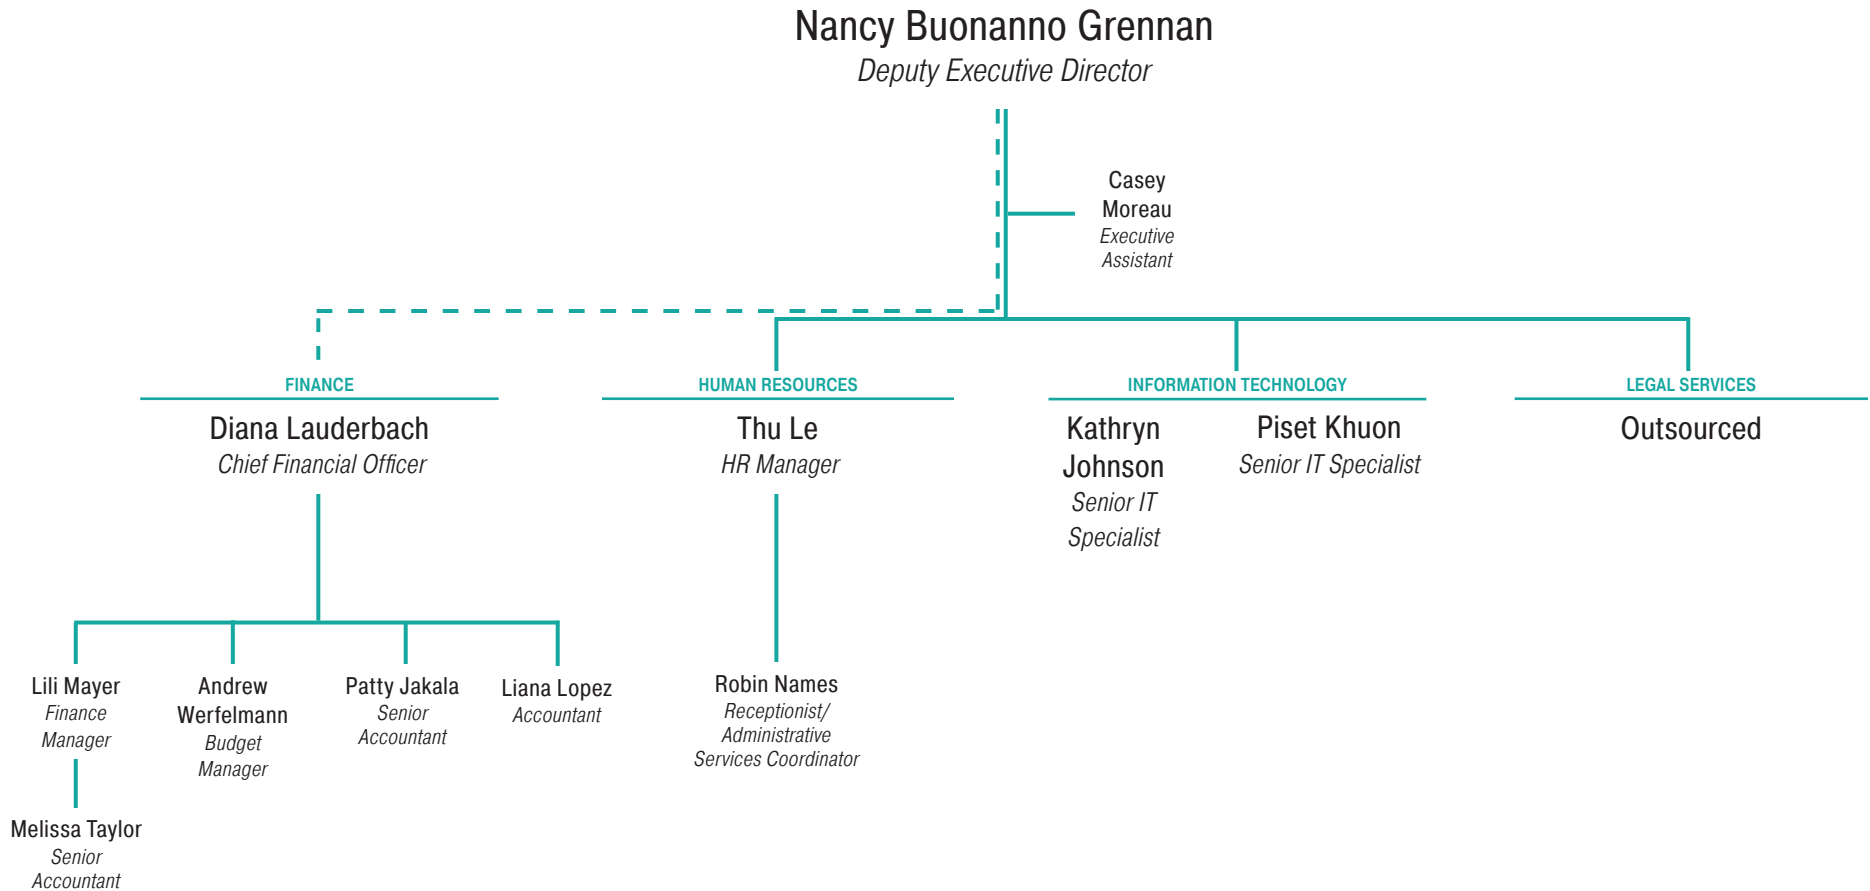 Nancy Buonanno Grennan
Deputy Executive Director
Casey
Moreau
Executive
Assistant
FINANCE
Diana Lauderbach
Chief Financial Officer
HUMAN RESOURCES
Thu Le
HR Manager
INFORMATION TECHNOLOGY
Kathryn
Johnson
Senior IT
Specialist
Piset Khuon
Senior IT Specialist
LEGAL SERVICES
Outsourced
Lili Mayer
Finance
Manager
Andrew
Werfelmann
Budget
Manager
Patty Jakala
Senior
Accountant
Liana Lopez
Accountant
Robin Names
Receptionist/
Administrative
Services Coordinator
Melissa Taylor
Senior
Accountant